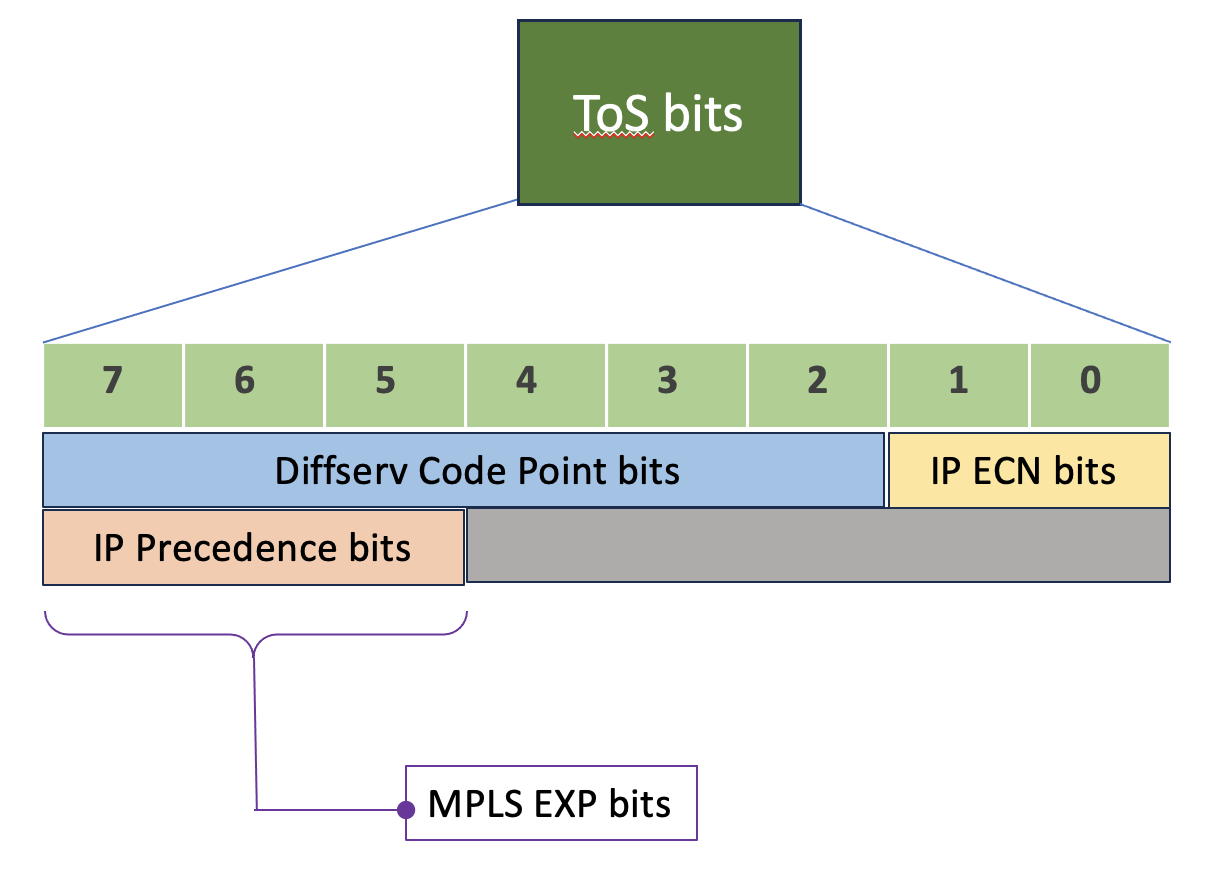 ToS bits
7 6 5 4 3 2 1 0
Diffserv Code Point bits IP ECN bits
IP Precedence bits
MPLS EXP bits